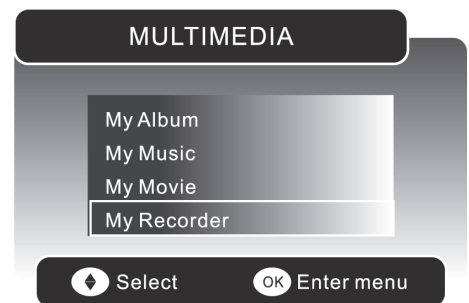 MULTIMEDIA
My Album
My Music
My Movie
My Recorder
Select OK Enter menu